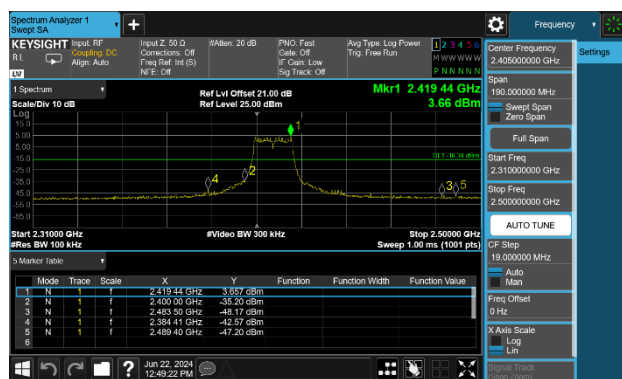 Spectrum Analyzer 1
Swept SA
Frequency
KEYSIGHT
Input: RF
Coupling: DC
Align: Auto
R L
LXI
Input Z: 50 Ω
Corrections: Off
Freq Ref: Int (S)
NFE: Off
#Atten: 20 dB
PNO: Fast
Gate: Off
IF Gain: Low
Sig Track: Off
Avg Type: Log Power
Trig: Free Run
1 2 3 4 5 6
M W W W W W
P N N N N N
Center Frequency
2.405000000 GHz
Settings
Span
190.000000 MHz
Swept Span
Zero Span
Full Span
Start Freq
2.310000000 GHz
Stop Freq
2.500000000 GHz
AUTO TUNE
CF Step
19.000000 MHz
Auto
Man
Freq Offset
0 Hz
X Axis Scale
Log
Lin
Signal Track
(Span Zoom)
1 Spectrum
Scale/Div 10 dB
Log
Ref Lvl Offset 21.00 dB
Ref Level 25.00 dBm
Mkr1 2.419 44 GHz
3.66 dBm
15.0
5.00
-5.00
-15.0
-25.0
-35.0
-45.0
-55.0
-65.0
1
DL1 -16.34 dBm
4
2
3
5
Start 2.31000 GHz
#Res BW 100 kHz
#Video BW 300 kHz
Stop 2.50000 GHz
Sweep 1.00 ms (1001 pts)
5 Marker Table
Mode Trace Scale X Y Function Function Width Function Value
1 N 1 f 2.419 44 GHz 3.657 dBm
2 N 1 f 2.400 00 GHz -35.20 dBm
3 N 1 f 2.483 50 GHz -48.17 dBm
4 N 1 f 2.384 41 GHz -42.57 dBm
5 N 1 f 2.489 40 GHz -47.20 dBm
6
?
Jun 22, 2024
12:49:22 PM